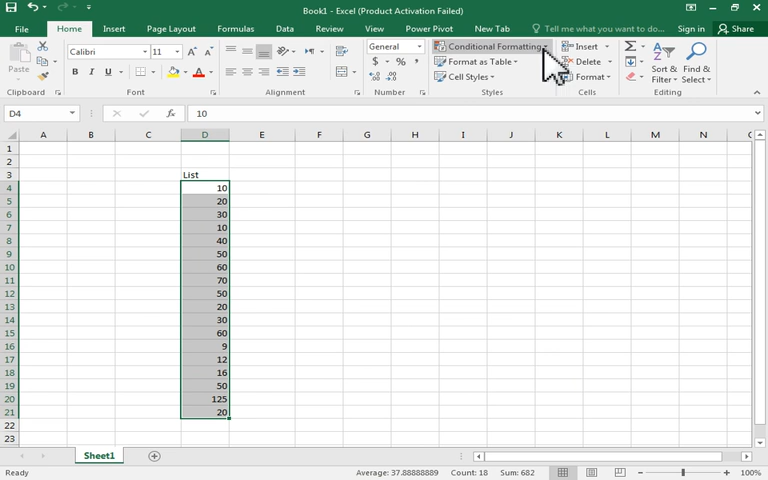 Book1 - Excel (Product Activation Failed)
File Home Insert Page Layout Formulas Data Review View Power Pivot New Tab Tell me what you want to do... Sign in Share
Paste
Calibri 11 A A
B I U A
General
$ % ,
Conditional Formatting
Format as Table
Cell Styles
Insert
Delete
Format
Sort & Filter
Find & Select
Clipboard Font Alignment Number Styles Cells Editing
D4 fx 10
A B C D E F G H I J K L M N
1
2
3 List
4 10
5 20
6 30
7 10
8 40
9 50
10 60
11 70
12 50
13 20
14 30
15 60
16 9
17 12
18 16
19 50
20 125
21 20
22
23
Sheet1
Ready Average: 37.88888889 Count: 18 Sum: 682 100%